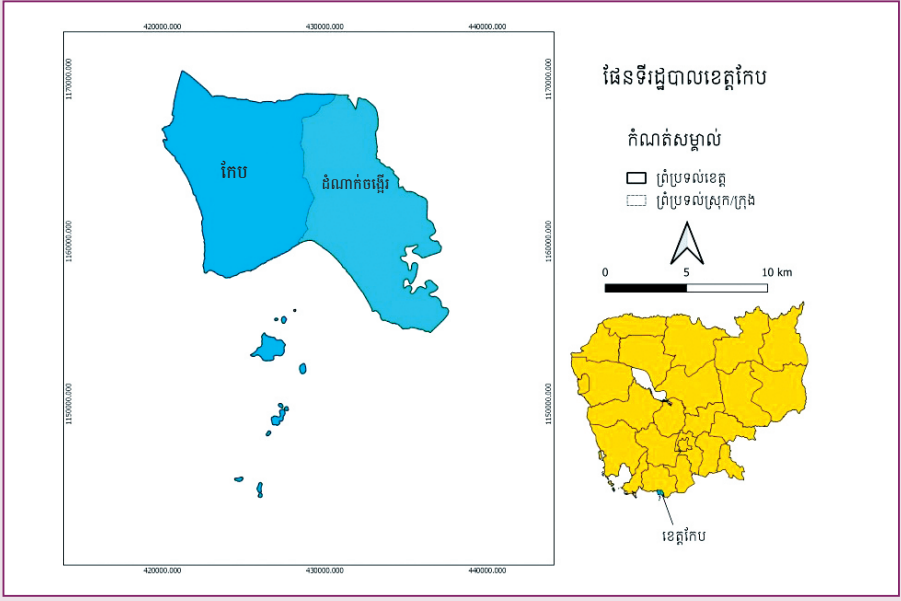 420000.000 430000.000 440000.000
1170000.000 1170000.000
1160000.000 1160000.000
1150000.000 1150000.000
420000.000 430000.000 440000.000
កែប
ដំណាក់ចង្អើរ
ផែនទីរដ្ឋបាលខេត្តកែប
កំណត់សម្គាល់
ព្រំប្រទល់ខេត្ត
ព្រំប្រទល់ស្រុក/ក្រុង
0 5 10 km
ខេត្តកែប